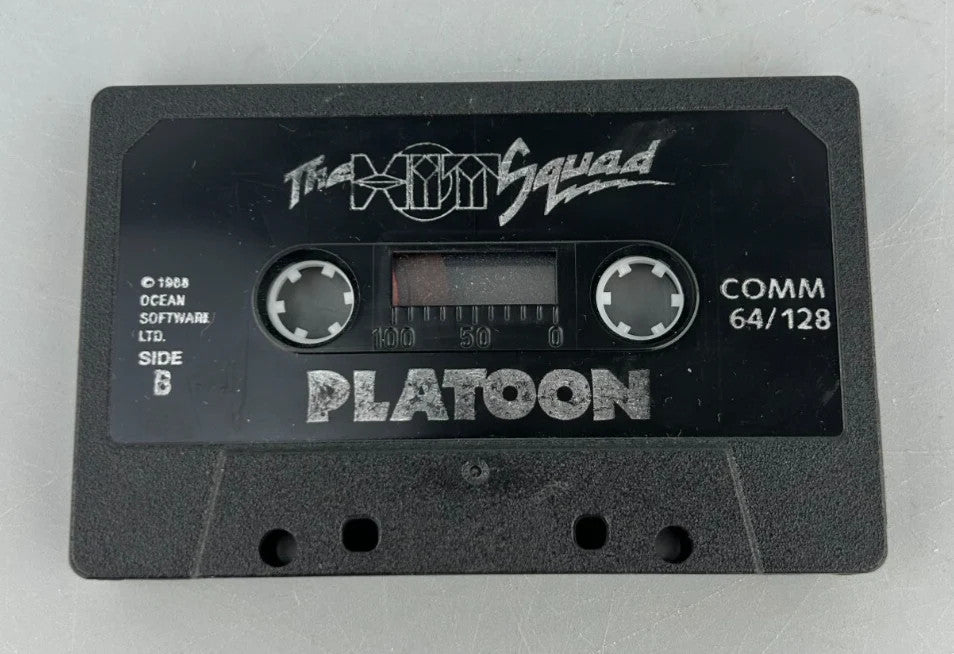 The HIT Squad
© 1988
OCEAN
SOFTWARE
LTD.
SIDE
B
COMM
64/128
100 50 0
PLATOON